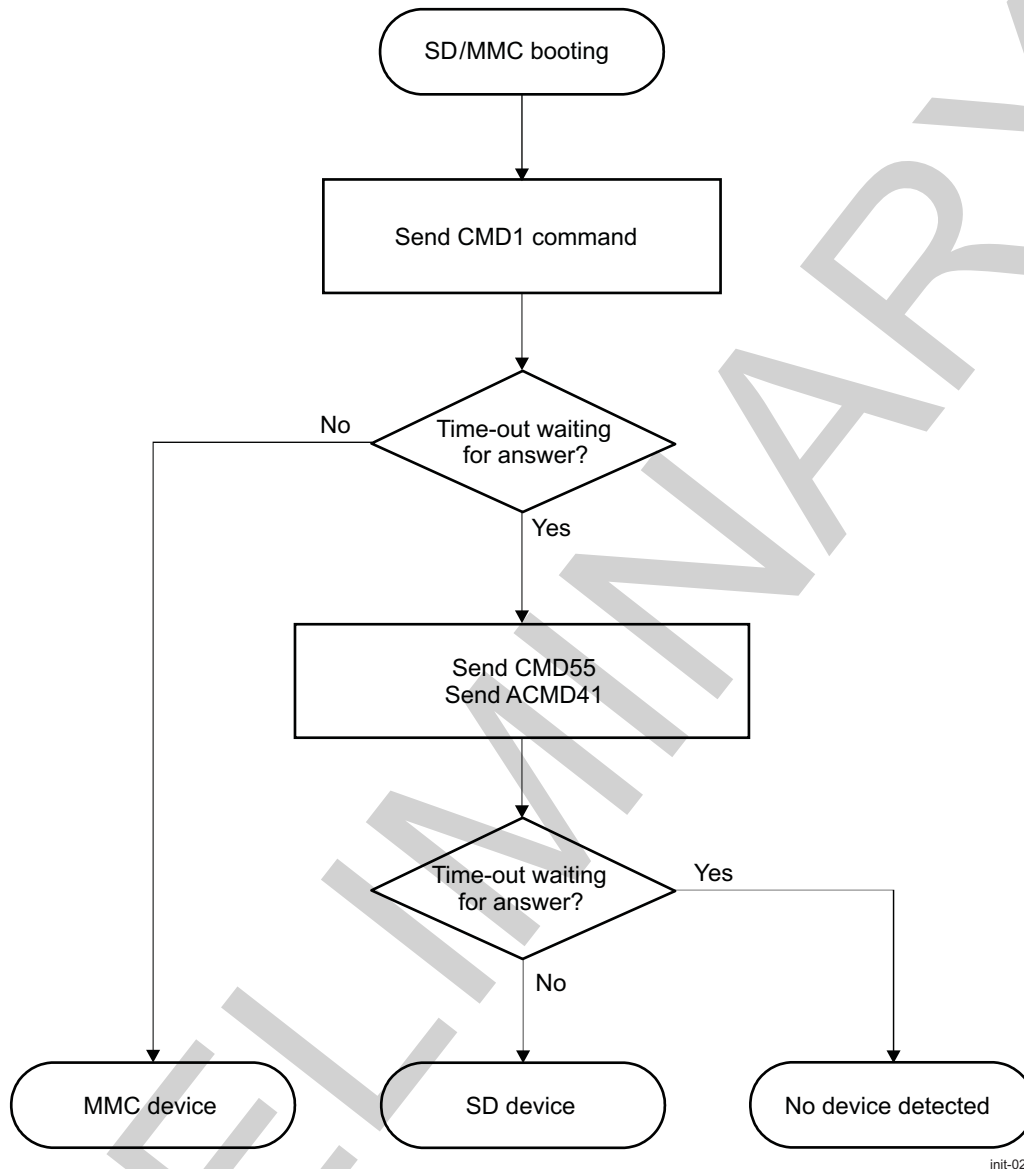 SD/MMC booting
Send CMD1 command
No
Time-out waiting
for answer?
Yes
Send CMD55
Send ACMD41
Time-out waiting
for answer?
Yes
No
MMC device
SD device
No device detected
init-02
ELIMINARY